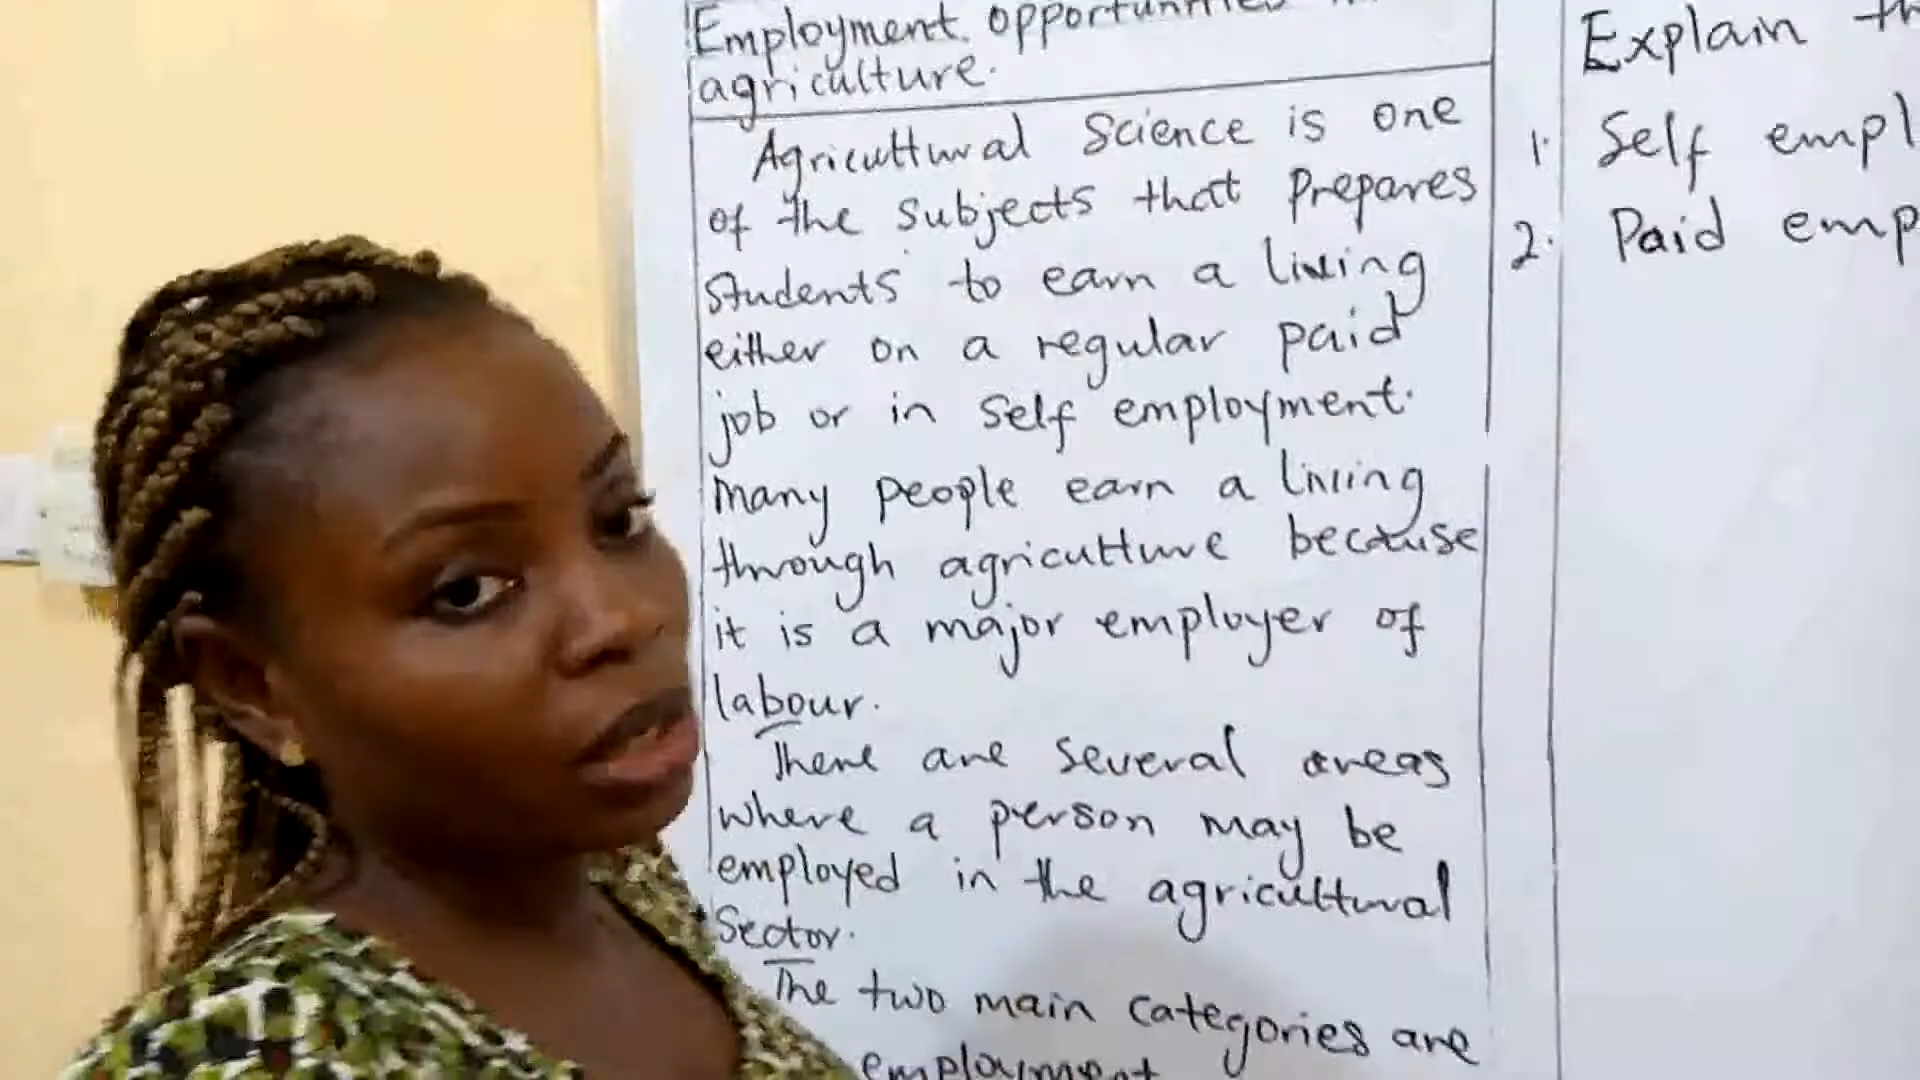 Employment opportunities
agriculture.
Agricultural Science is one
of the subjects that prepares
students to earn a living
either on a regular paid
job or in self employment.
many people earn a living
through agriculture because
it is a major employer of
labour.
There are several areas
where a person may be
employed in the agricultural
Sector.
The two main categories are
employment
Explain
1. Self empl
2. Paid emp